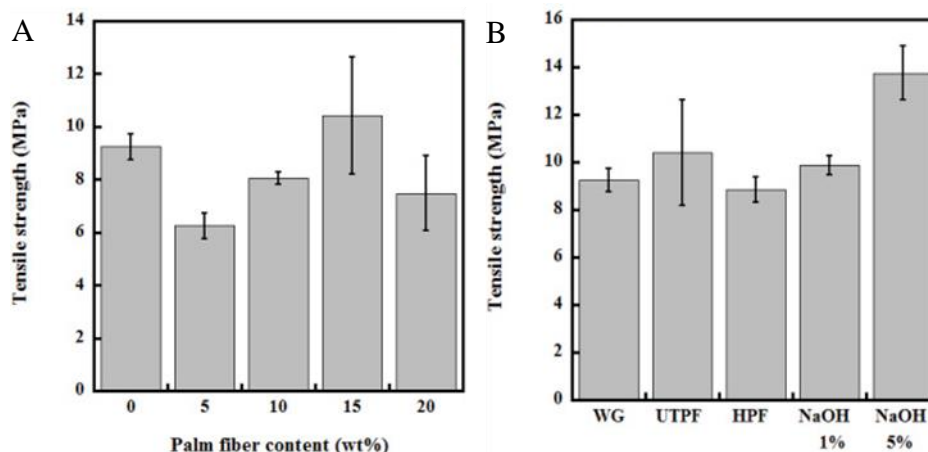 A
Tensile strength (MPa)
14
12
10
8
6
4
2
0
0 5 10 15 20
Palm fiber content (wt%)
B
Tensile strength (MPa)
16
14
12
10
8
6
4
2
0
WG UTPF HPF NaOH NaOH
1% 5%